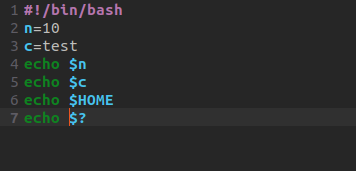 1 #!/bin/bash
2 n=10
3 c=test
4 echo $n
5 echo $c
6 echo $HOME
7 echo $?